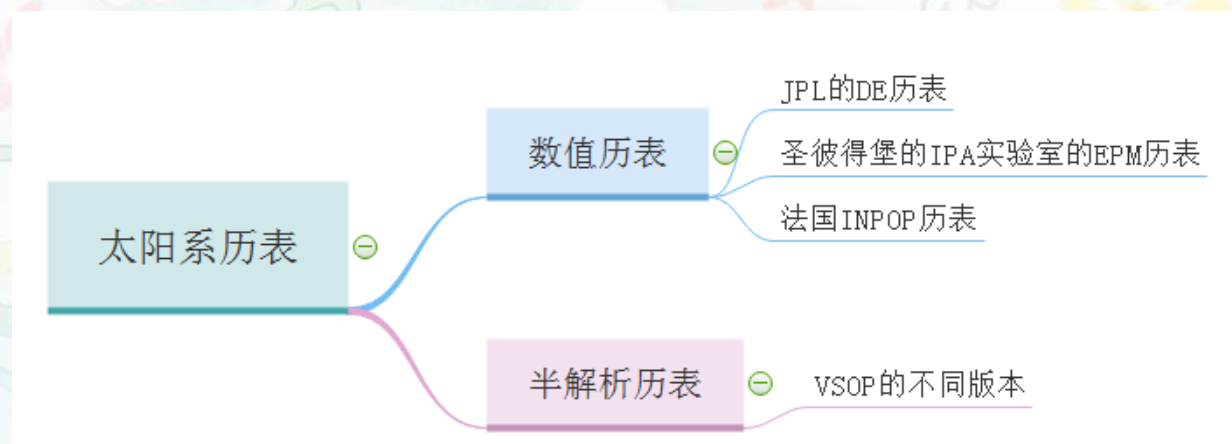 太阳系历表
数值历表
JPL的DE历表
圣彼得堡的IPA实验室的EPM历表
法国INPOP历表
半解析历表
VSOP的不同版本